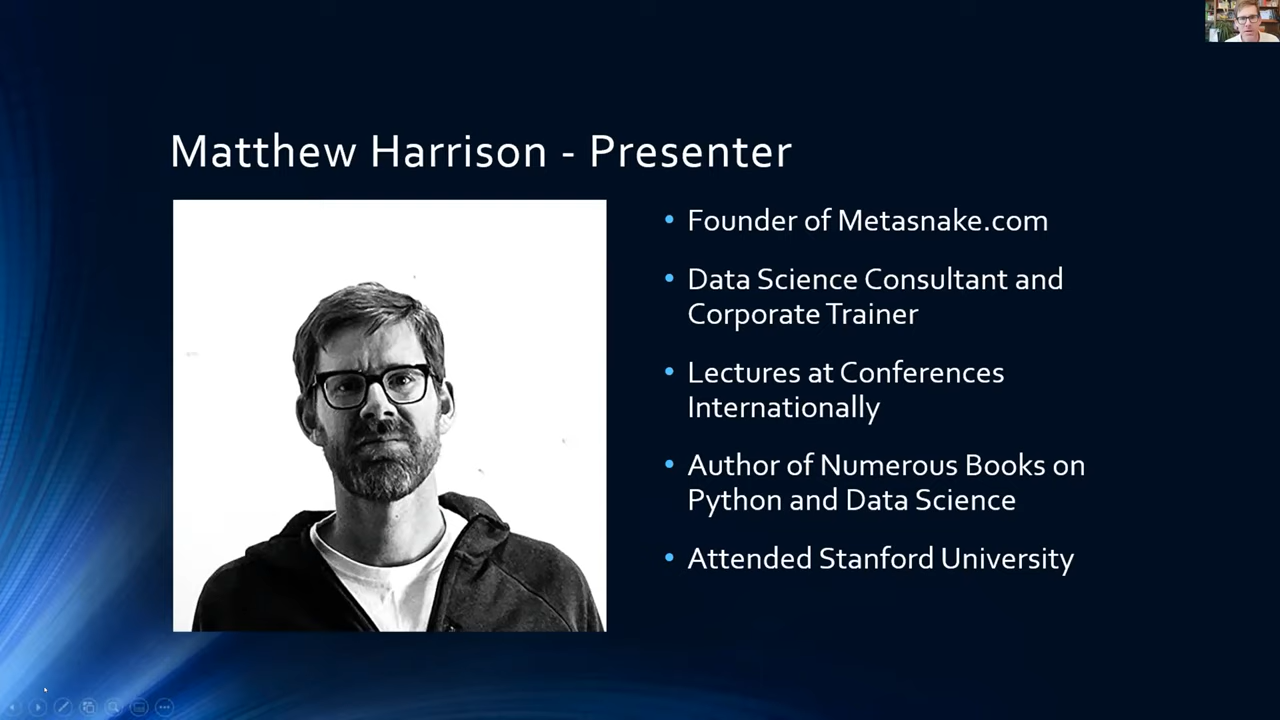 Matthew Harrison - Presenter
• Founder of Metasnake.com
• Data Science Consultant and
Corporate Trainer
• Lectures at Conferences
Internationally
• Author of Numerous Books on
Python and Data Science
• Attended Stanford University